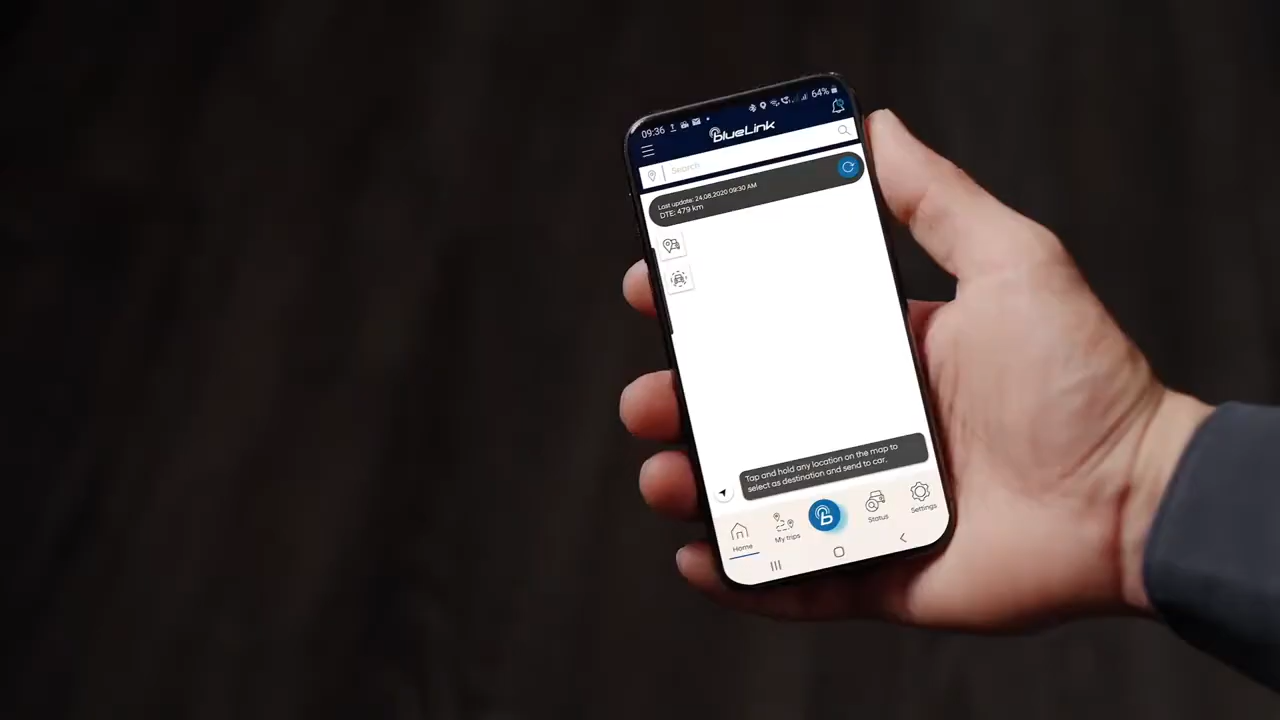 09:36
64%
blueLink
Search
Last update: 24.08.2020 09:30 AM
DTE: 479 km
Tap and hold any location on the map to
select as destination and send to car.
Home
My trips
Status
Settings